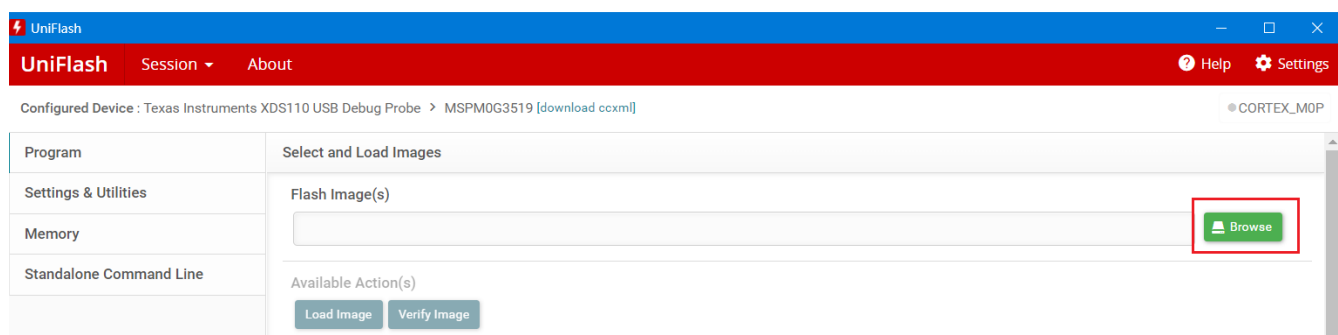 UniFlash
UniFlash Session About Help Settings
Configured Device : Texas Instruments XDS110 USB Debug Probe > MSPM0G3519 [download ccxml] CORTEX_M0P
Program
Select and Load Images
Settings & Utilities
Flash Image(s)
Memory
Browse
Standalone Command Line
Available Action(s)
Load Image Verify Image